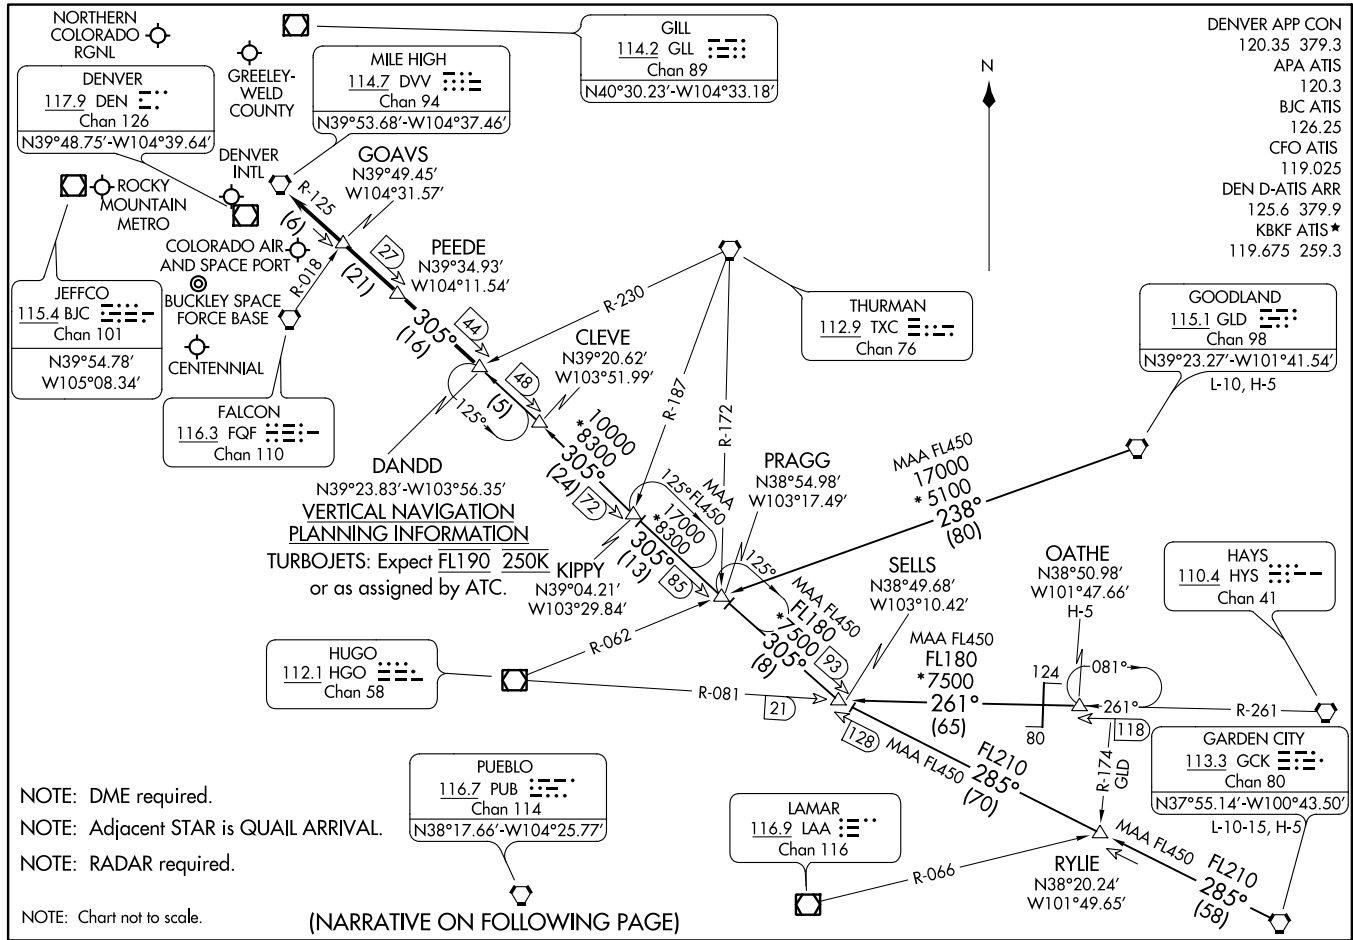 NORTHERN
COLORADO
RGNL
GREELEY-
WELD
COUNTY
DENVER
117.9 DEN
Chan 126
N39°48.75'-W104°39.64'
MILE HIGH
114.7 DVV
Chan 94
N39°53.68'-W104°37.46'
GILL
114.2 GLL
Chan 89
N40°30.23'-W104°33.18'
N
DENVER APP CON
120.35 379.3
APA ATIS
120.3
BJC ATIS
126.25
CFO ATIS
119.025
DEN D-ATIS ARR
125.6 379.9
KBKF ATIS★
119.675 259.3
DENVER
INTL
ROCKY
MOUNTAIN
METRO
COLORADO AIR
AND SPACE PORT
BUCKLEY SPACE
FORCE BASE
CENTENNIAL
JEFFCO
115.4 BJC
Chan 101
N39°54.78'
W105°08.34'
FALCON
116.3 FQF
Chan 110
R-018
R-125
(6)
GOAVS
N39°49.45'
W104°31.57'
(21)
27
PEEDE
N39°34.93'
W104°11.54'
305°
(16)
44
R-230
THURMAN
112.9 TXC
Chan 76
GOODLAND
115.1 GLD
Chan 98
N39°23.27'-W101°41.54'
L-10, H-5
CLEVE
N39°20.62'
W103°51.99'
48
(5)
125°
DANDD
N39°23.83'-W103°56.35'
VERTICAL NAVIGATION
PLANNING INFORMATION
TURBOJETS: Expect FL190 250K
or as assigned by ATC.
10000
*8300
305°
(24)
72
R-187
R-172
125°
MAA
FL450
17000
*8300
305°
(13)
85
KIPPY
N39°04.21'
W103°29.84'
PRAGG
N38°54.98'
W103°17.49'
MAA FL450
17000
*5100
238°
(80)
125°
MAA FL450
FL180
*7500
305°
(8)
93
SELLS
N38°49.68'
W103°10.42'
OATHE
N38°50.98'
W101°47.66'
H-5
HAYS
110.4 HYS
Chan 41
HUGO
112.1 HGO
Chan 58
R-062
R-081
21
MAA FL450
FL180
*7500
261°
(65)
124
80
081°
261°
R-261
118
128
MAA FL450
FL210
285°
(70)
R-174
GLD
GARDEN CITY
113.3 GCK
Chan 80
N37°55.14'-W100°43.50'
L-10-15, H-5
MAA FL450
FL210
285°
(58)
RYLIE
N38°20.24'
W101°49.65'
LAMAR
116.9 LAA
Chan 116
R-066
PUEBLO
116.7 PUB
Chan 114
N38°17.66'-W104°25.77'
NOTE: DME required.
NOTE: Adjacent STAR is QUAIL ARRIVAL.
NOTE: RADAR required.
NOTE: Chart not to scale.
(NARRATIVE ON FOLLOWING PAGE)